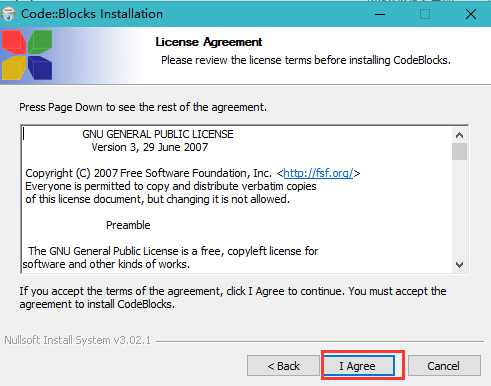 Code::Blocks Installation
License Agreement
Please review the license terms before installing CodeBlocks.
Press Page Down to see the rest of the agreement.
GNU GENERAL PUBLIC LICENSE
Version 3, 29 June 2007
Copyright (C) 2007 Free Software Foundation, Inc. <http://fsf.org/>
Everyone is permitted to copy and distribute verbatim copies
of this license document, but changing it is not allowed.
Preamble
The GNU General Public License is a free, copyleft license for
software and other kinds of works.
If you accept the terms of the agreement, click I Agree to continue. You must accept the
agreement to install CodeBlocks.
Nullsoft Install System v3.02.1
< Back
I Agree
Cancel